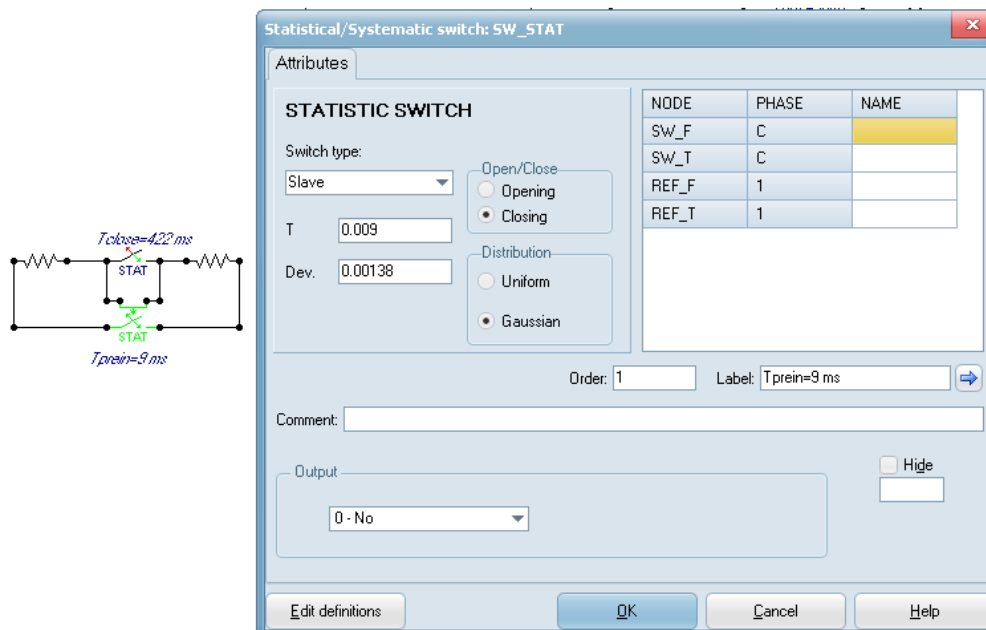 Statistical/Systematic switch: SW_STAT
Attributes
STATISTIC SWITCH
Switch type:
Slave
Open/Close
Opening
Closing
T 0.009
Dev. 0.00138
Distribution
Uniform
Gaussian
NODE PHASE NAME
SW_F C
SW_T C
REF_F 1
REF_T 1
Tclose=422 ms
STAT
STAT
Tprein=9 ms
Order: 1 Label: Tprein=9 ms
Comment:
Hide
Output
0 - No
Edit definitions OK Cancel Help